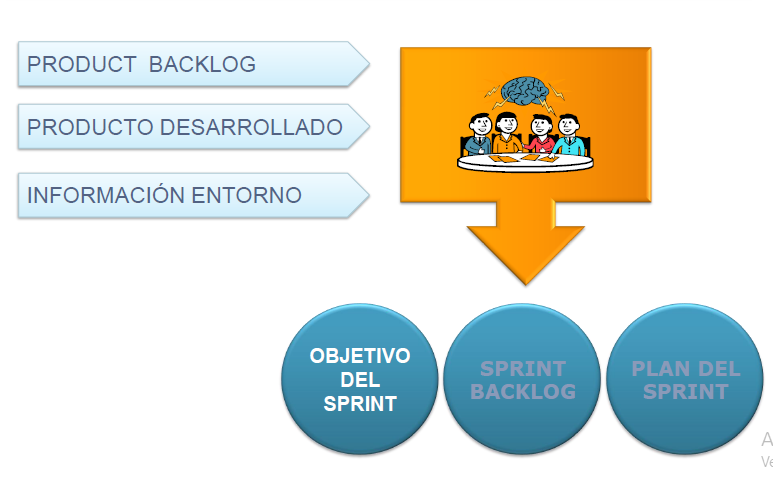 PRODUCT BACKLOG
PRODUCTO DESARROLLADO
INFORMACIÓN ENTORNO
OBJETIVO
DEL
SPRINT
SPRINT
BACKLOG
PLAN DEL
SPRINT